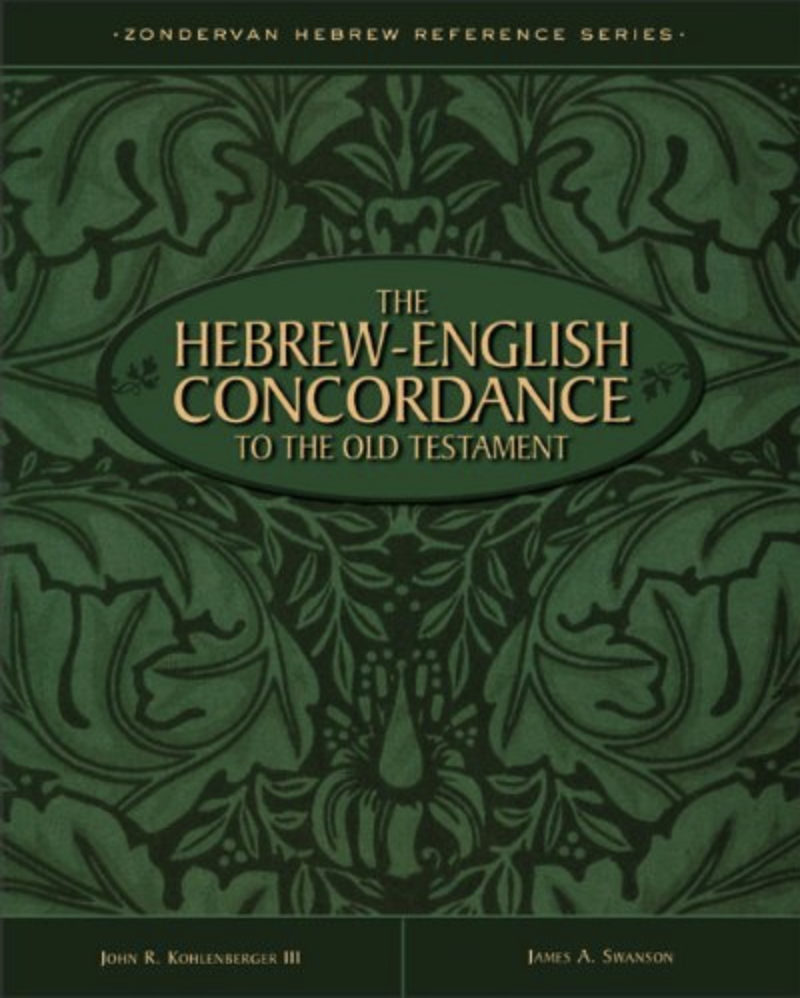 ·ZONDERVAN HEBREW REFERENCE SERIES·
THE
HEBREW-ENGLISH
CONCORDANCE
TO THE OLD TESTAMENT
JOHN R. KOHLENBERGER III
JAMES A. SWANSON